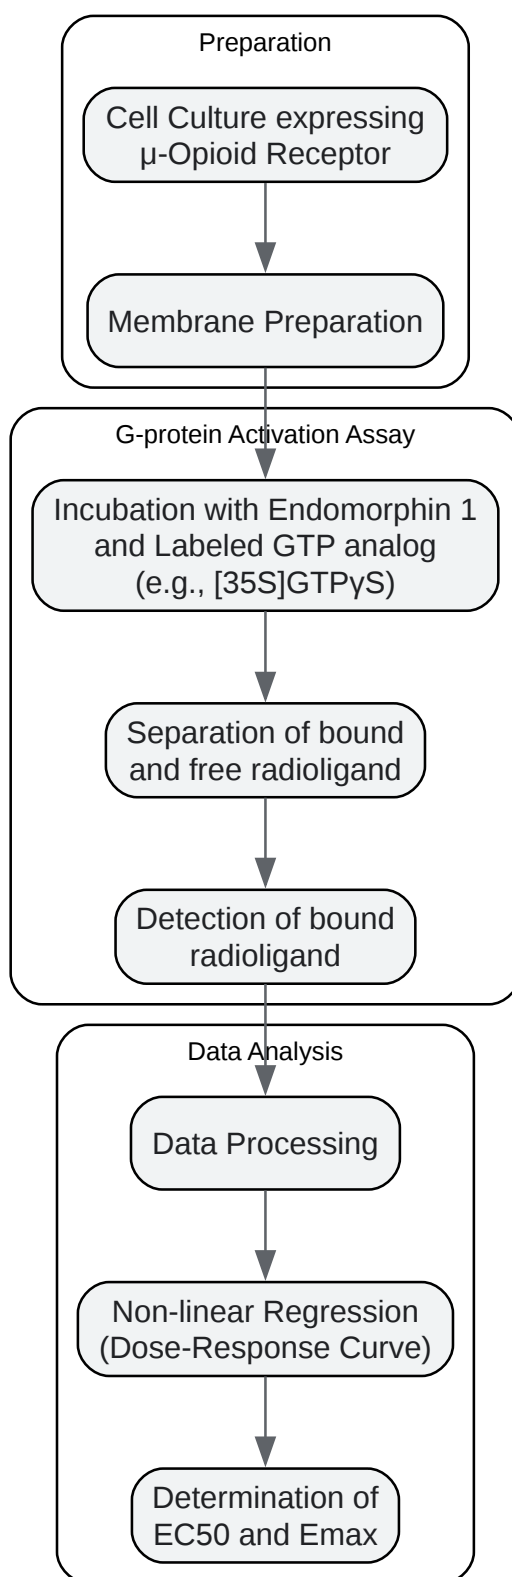 Preparation
Cell Culture expressing
μ-Opioid Receptor
Membrane Preparation
G-protein Activation Assay
Incubation with Endomorphin 1
and Labeled GTP analog
(e.g., [35S]GTPγS)
Separation of bound
and free radioligand
Detection of bound
radioligand
Data Analysis
Data Processing
Non-linear Regression
(Dose-Response Curve)
Determination of
EC50 and Emax